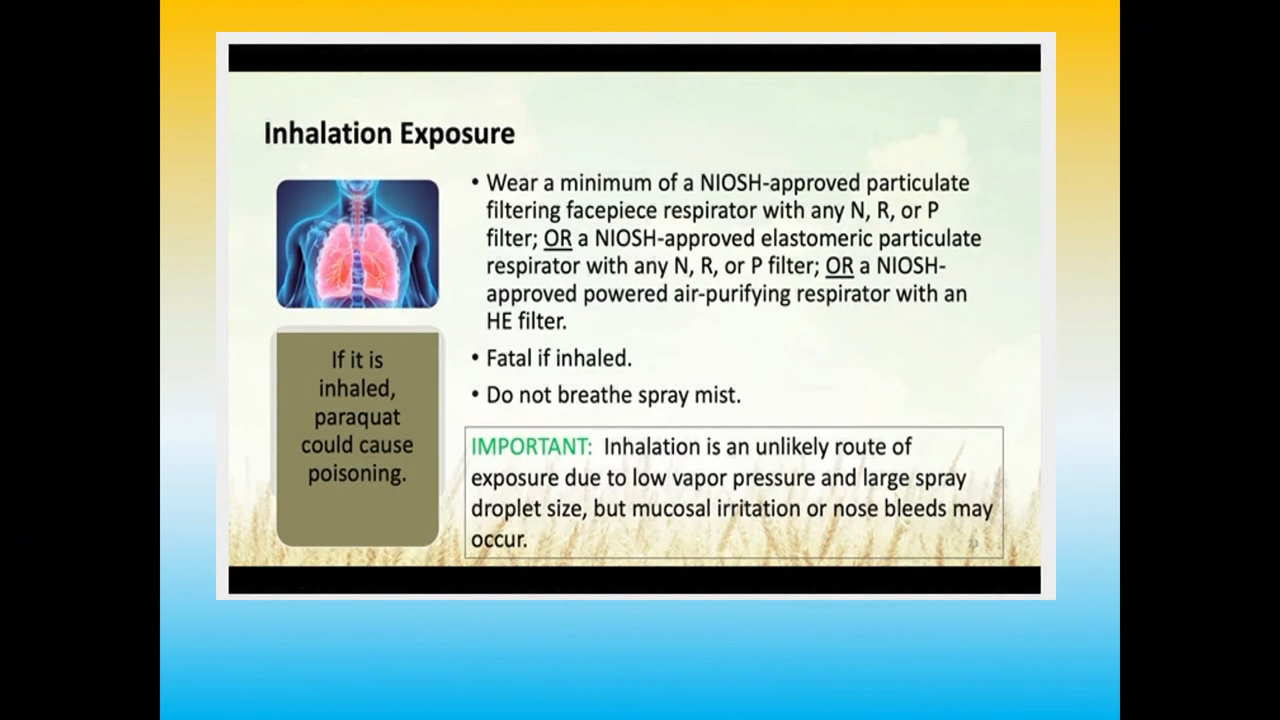 Inhalation Exposure
• Wear a minimum of a NIOSH-approved particulate
filtering facepiece respirator with any N, R, or P
filter; OR a NIOSH-approved elastomeric particulate
respirator with any N, R, or P filter; OR a NIOSH-
approved powered air-purifying respirator with an
HE filter.
• Fatal if inhaled.
• Do not breathe spray mist.
If it is
inhaled,
paraquat
could cause
poisoning.
IMPORTANT: Inhalation is an unlikely route of
exposure due to low vapor pressure and large spray
droplet size, but mucosal irritation or nose bleeds may
occur.